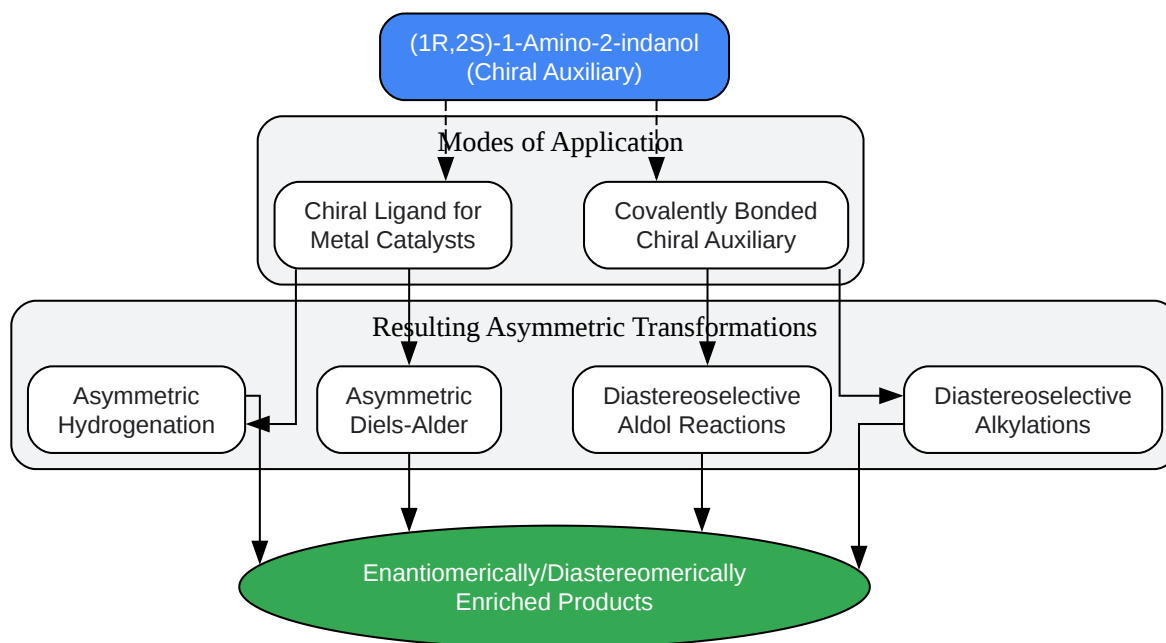 (1R,2S)-1-Amino-2-indanol
(Chiral Auxiliary)
Modes of Application
Chiral Ligand for
Metal Catalysts
Covalently Bonded
Chiral Auxiliary
Resulting Asymmetric Transformations
Asymmetric
Hydrogenation
Asymmetric
Diels-Alder
Diastereoselective
Aldol Reactions
Diastereoselective
Alkylations
Enantiomerically/Diastereomerically
Enriched Products